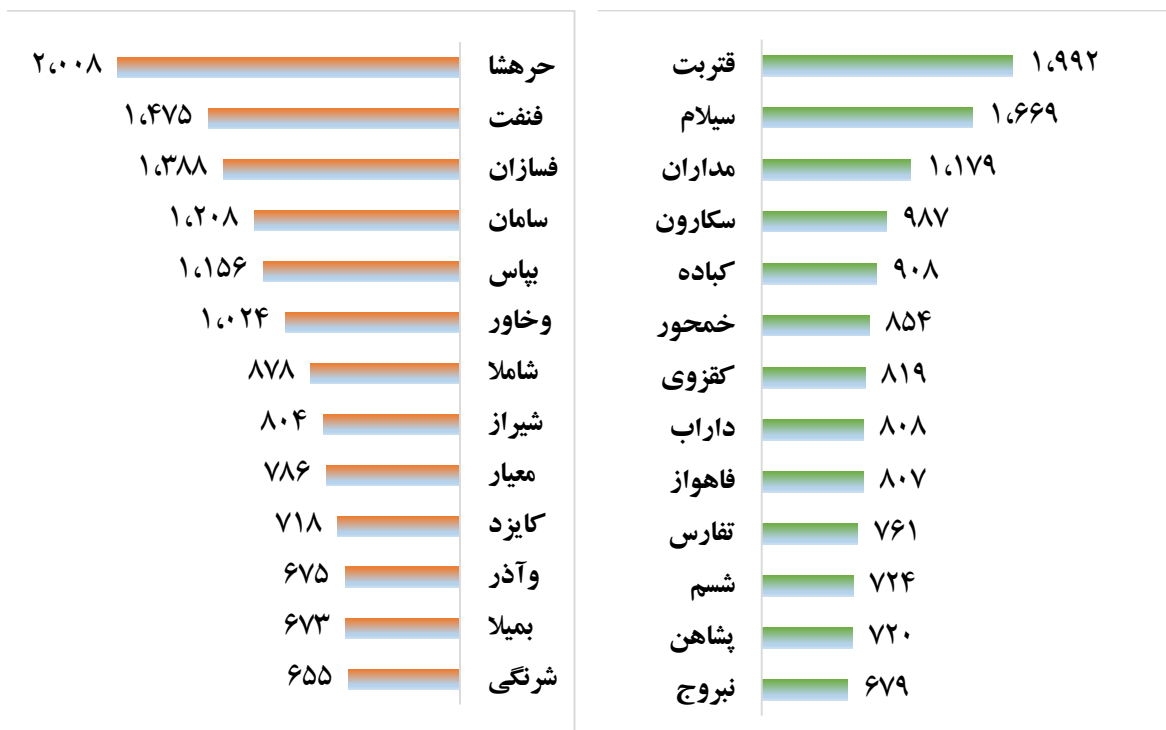 قتربت ۱،۹۹۲
سیلام ۱،۶۶۹
مداران ۱،۱۷۹
سکارون ۹۸۷
کباده ۹۰۸
خمحور ۸۵۴
کقزوی ۸۱۹
داراب ۸۰۸
فاهواز ۸۰۷
تفارس ۷۶۱
شسم ۷۲۴
پشاهن ۷۲۰
نبروج ۶۷۹
حرهشا ۲،۰۰۸
فنفت ۱،۴۷۵
فسازان ۱،۳۸۸
سامان ۱،۲۰۸
بپاس ۱،۱۵۶
وخاور ۱،۰۲۴
شاملا ۸۷۸
شیراز ۸۰۴
معیار ۷۸۶
کایزد ۷۱۸
وآذر ۶۷۵
بمیلا ۶۷۳
شرنگی ۶۵۵